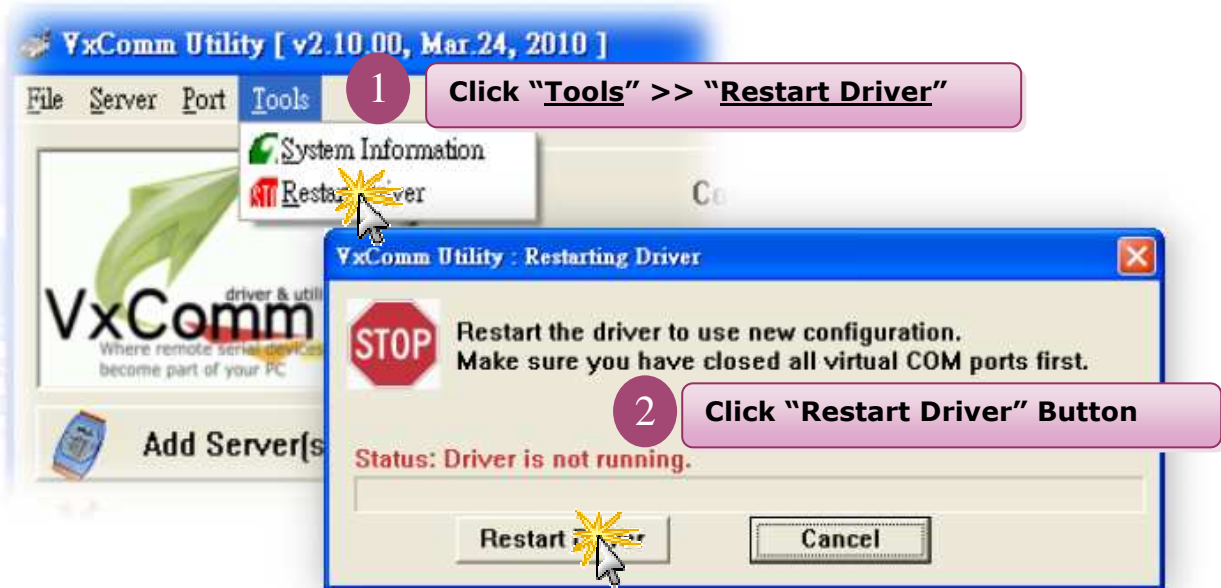 VxComm Utility [ v2.10.00, Mar.24, 2010 ]
1
Click “Tools” >> “Restart Driver”
File Server Port Tools
System Information
Restart Driver
VxComm
driver & utili
Where remote serial devices
become part of your PC
Add Server(s
VxComm Utility : Restarting Driver
STOP
Restart the driver to use new configuration.
Make sure you have closed all virtual COM ports first.
2
Click “Restart Driver” Button
Status: Driver is not running.
Restart Driver
Cancel